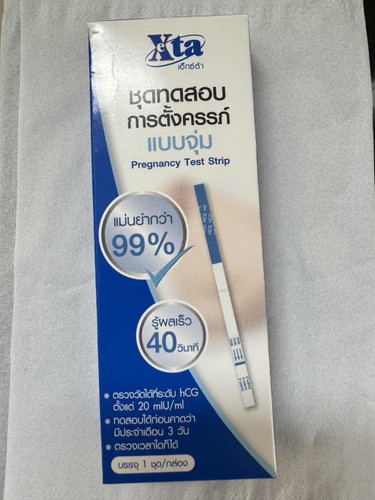 Xta
เอ็กซ์ต้า
ชุดทดสอบ
การตั้งครรภ์
แบบจุ่ม
Pregnancy Test Strip
แม่นยำกว่า
99%
รู้ผลเร็ว
40 วินาที
• ตรวจวัดได้ที่ระดับ hCG
ตั้งแต่ 20 mIU/ml
• ทดสอบได้ก่อนคาดว่า
มีประจำเดือน 3 วัน
• ตรวจเวลาใดก็ได้
บรรจุ 1 ชุด/กล่อง